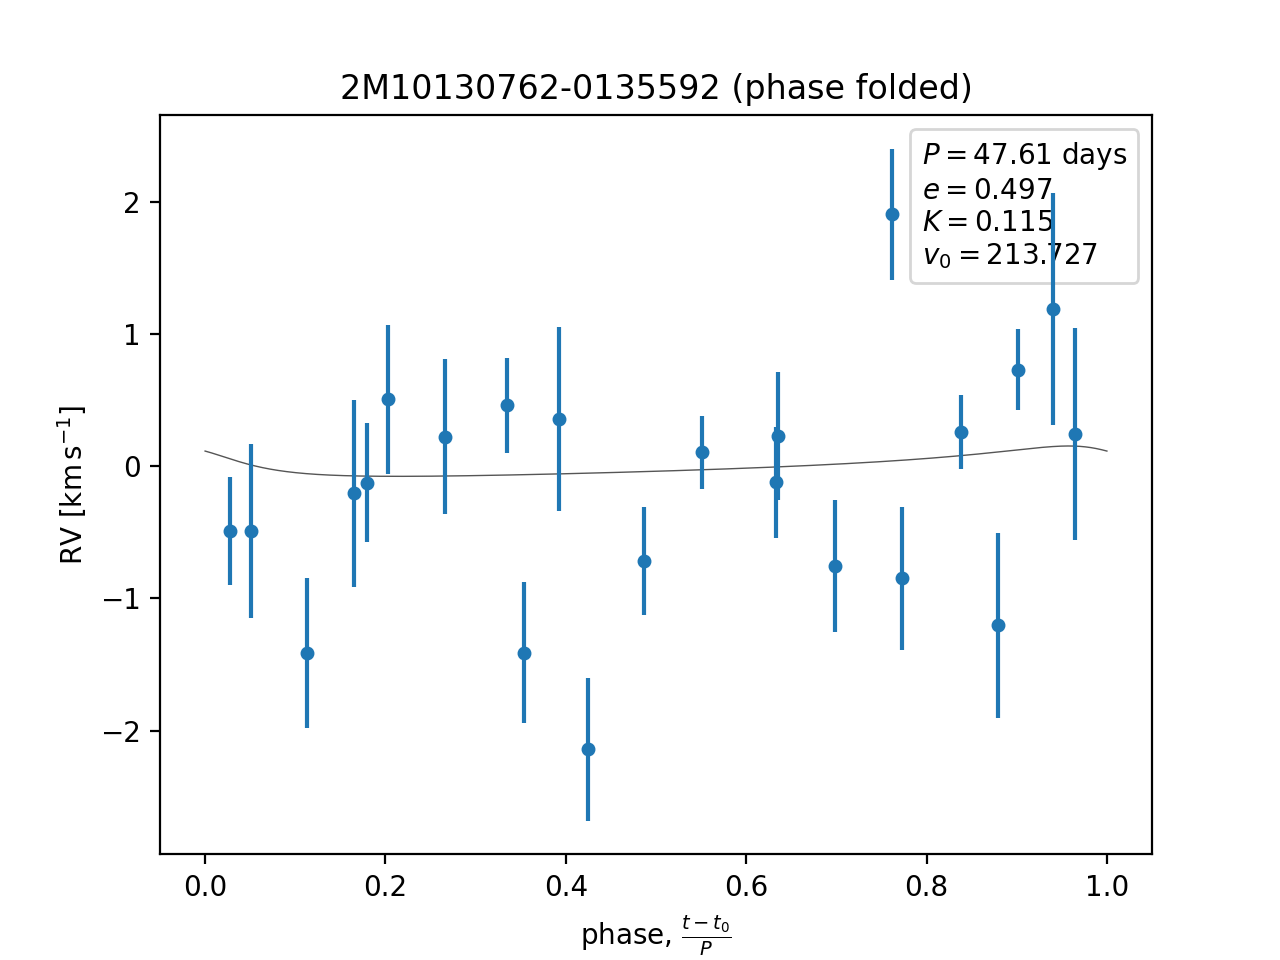 2M10130762-0135592 (phase folded)
P = 47.61 days
e = 0.497
K = 0.115
v₀ = 213.727
2
1
0
−1
−2
RV [km s⁻¹]
0.0 0.2 0.4 0.6 0.8 1.0
phase, (t − t₀)/P